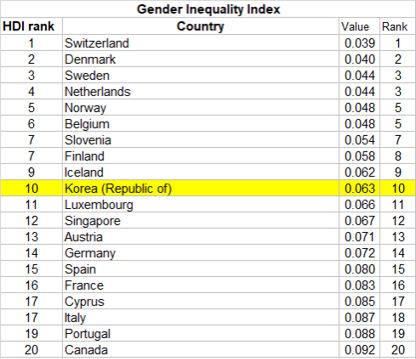 Gender Inequality Index
HDI rank Country Value Rank
1 Switzerland 0.039 1
2 Denmark 0.040 2
3 Sweden 0.044 3
4 Netherlands 0.044 3
5 Norway 0.048 5
6 Belgium 0.048 5
7 Slovenia 0.054 7
7 Finland 0.058 8
9 Iceland 0.062 9
10 Korea (Republic of) 0.063 10
11 Luxembourg 0.066 11
12 Singapore 0.067 12
13 Austria 0.071 13
14 Germany 0.072 14
15 Spain 0.080 15
16 France 0.083 16
17 Cyprus 0.085 17
17 Italy 0.087 18
19 Portugal 0.088 19
20 Canada 0.092 20